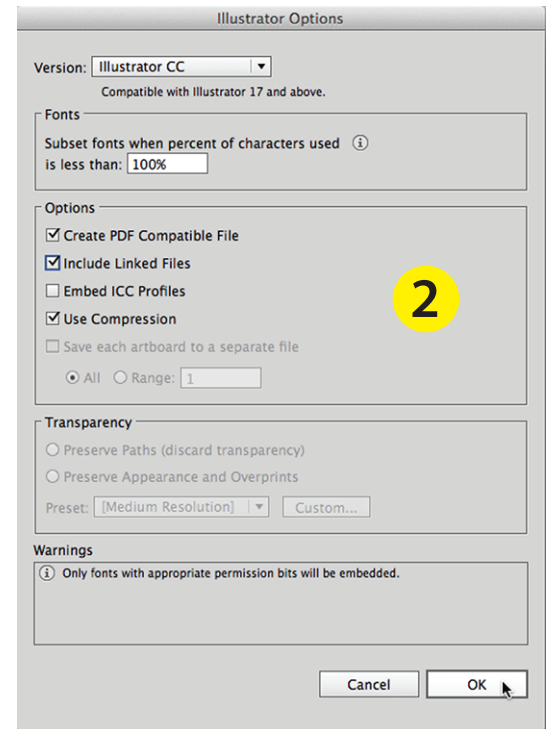 Illustrator Options
Version: Illustrator CC
Compatible with Illustrator 17 and above.
Fonts
Subset fonts when percent of characters used
is less than: 100%
Options
Create PDF Compatible File
Include Linked Files
Embed ICC Profiles
2
Use Compression
Save each artboard to a separate file
All Range: 1
Transparency
Preserve Paths (discard transparency)
Preserve Appearance and Overprints
Preset: [Medium Resolution] Custom...
Warnings
Only fonts with appropriate permission bits will be embedded.
Cancel OK